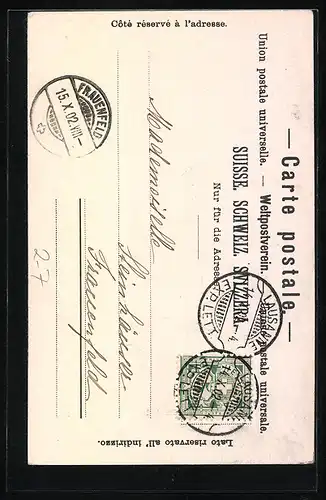 Côté réservé à l'adresse.
— Carte postale. —
Union postale universelle. — Weltpostverein. — Unione postale universale.
SUISSE. SCHWEIZ. SVIZZERA.
Nur für die Adresse.
Lato riservato all' indirizzo.
FRAUENFELD
15.X.02.VIII-
Mademoiselle
Frauenfeld
27